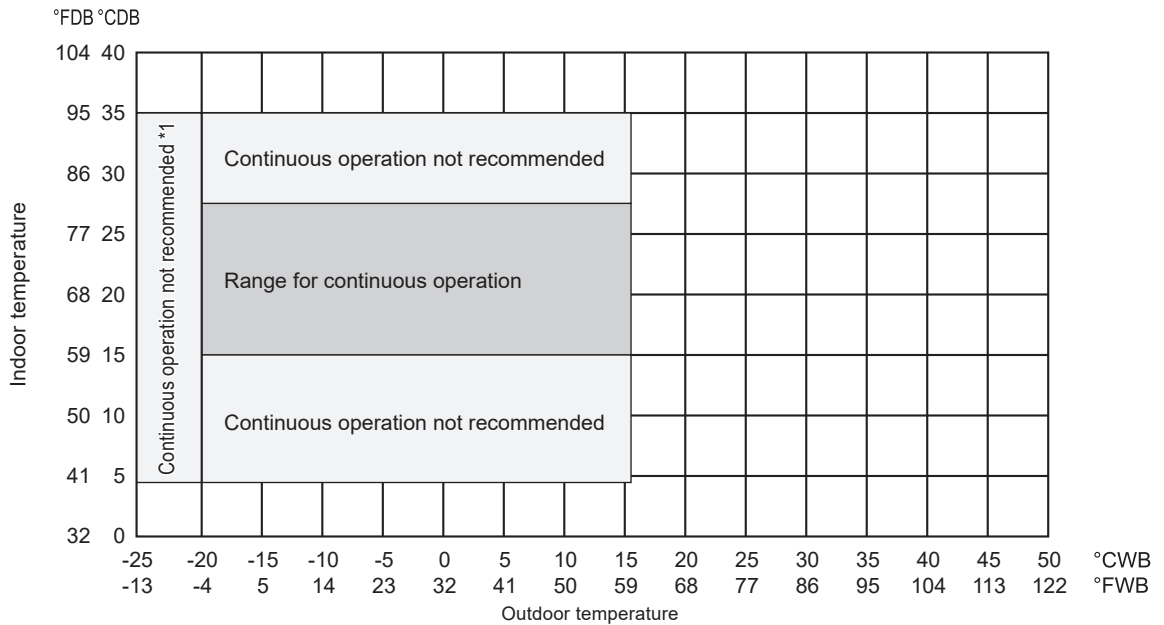 °FDB °CDB
104 40
95 35
86 30
77 25
68 20
59 15
50 10
41 5
32 0
Indoor temperature
Continuous operation not recommended *1
Continuous operation not recommended
Range for continuous operation
Continuous operation not recommended
-25 -20 -15 -10 -5 0 5 10 15 20 25 30 35 40 45 50 °CWB
-13 -4 5 14 23 32 41 50 59 68 77 86 95 104 113 122 °FWB
Outdoor temperature